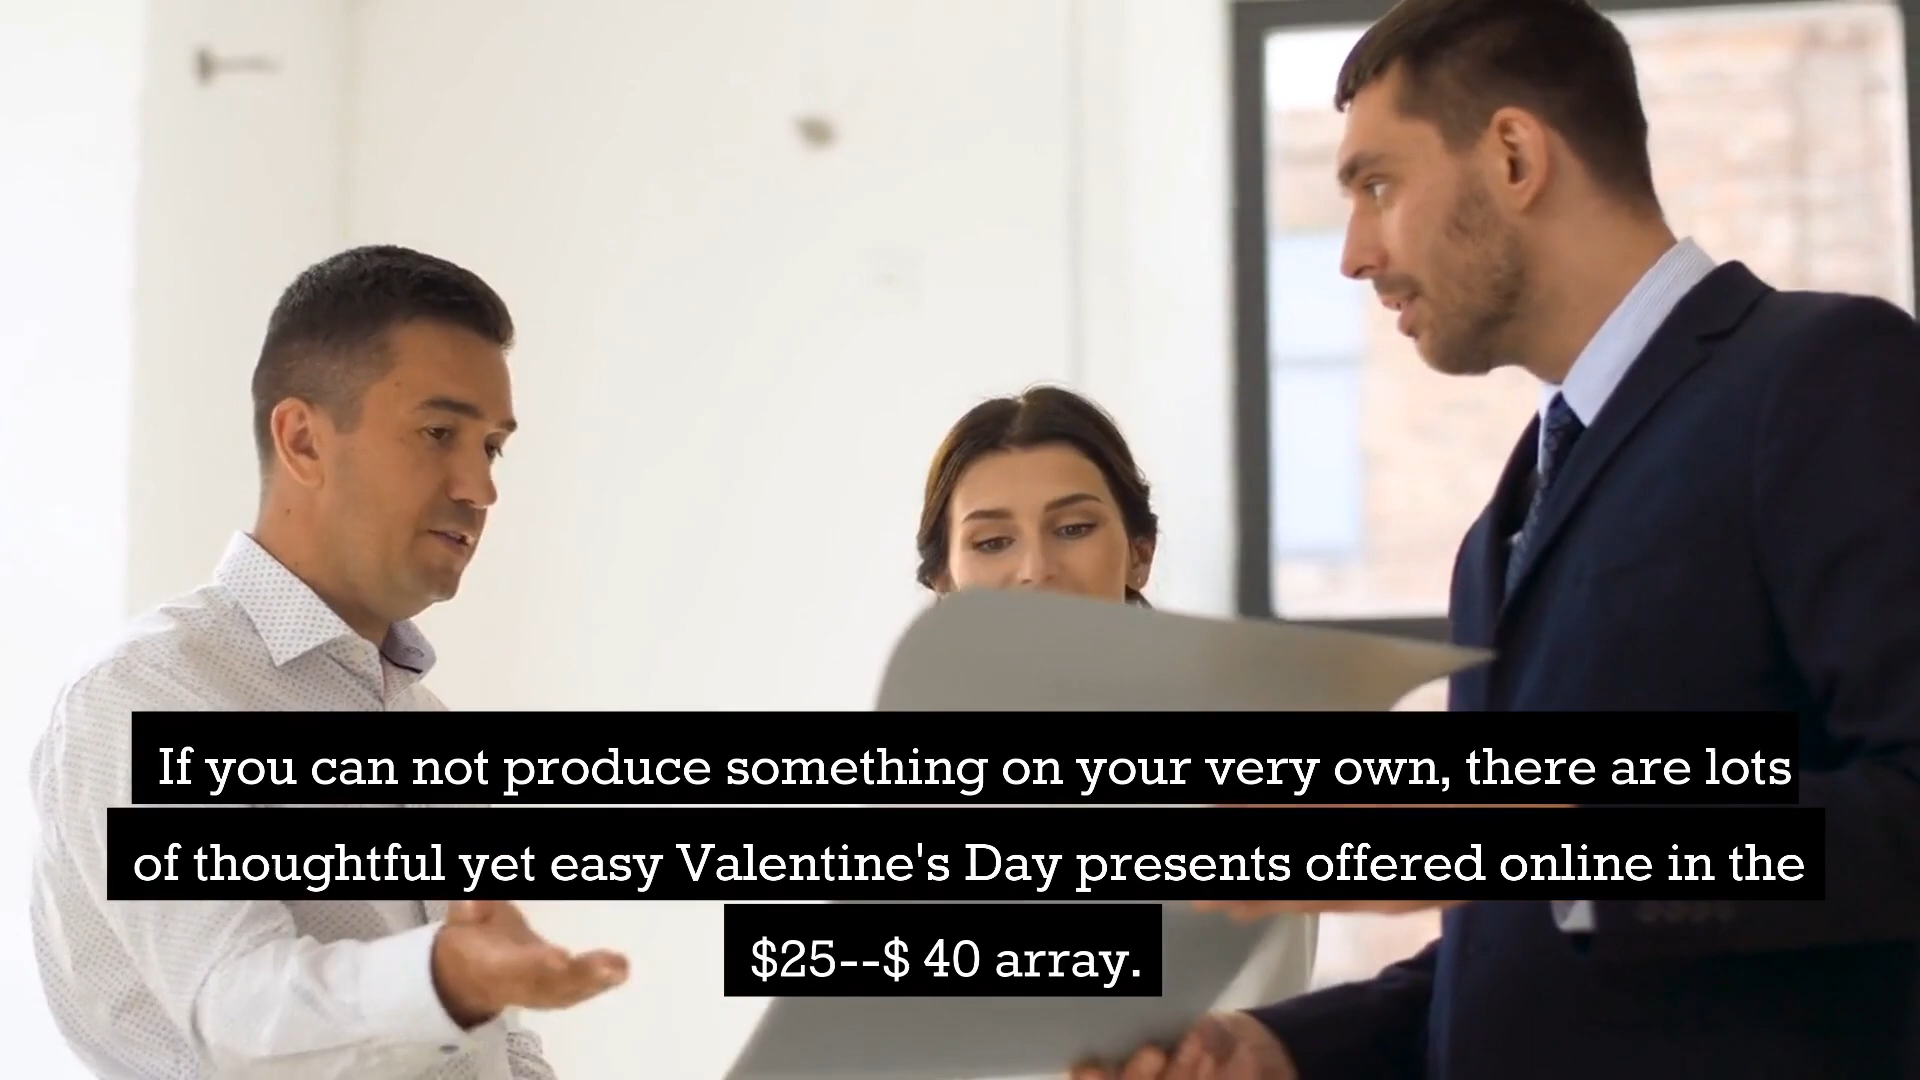 If you can not produce something on your very own, there are lots
of thoughtful yet easy Valentine's Day presents offered online in the
$25--$ 40 array.